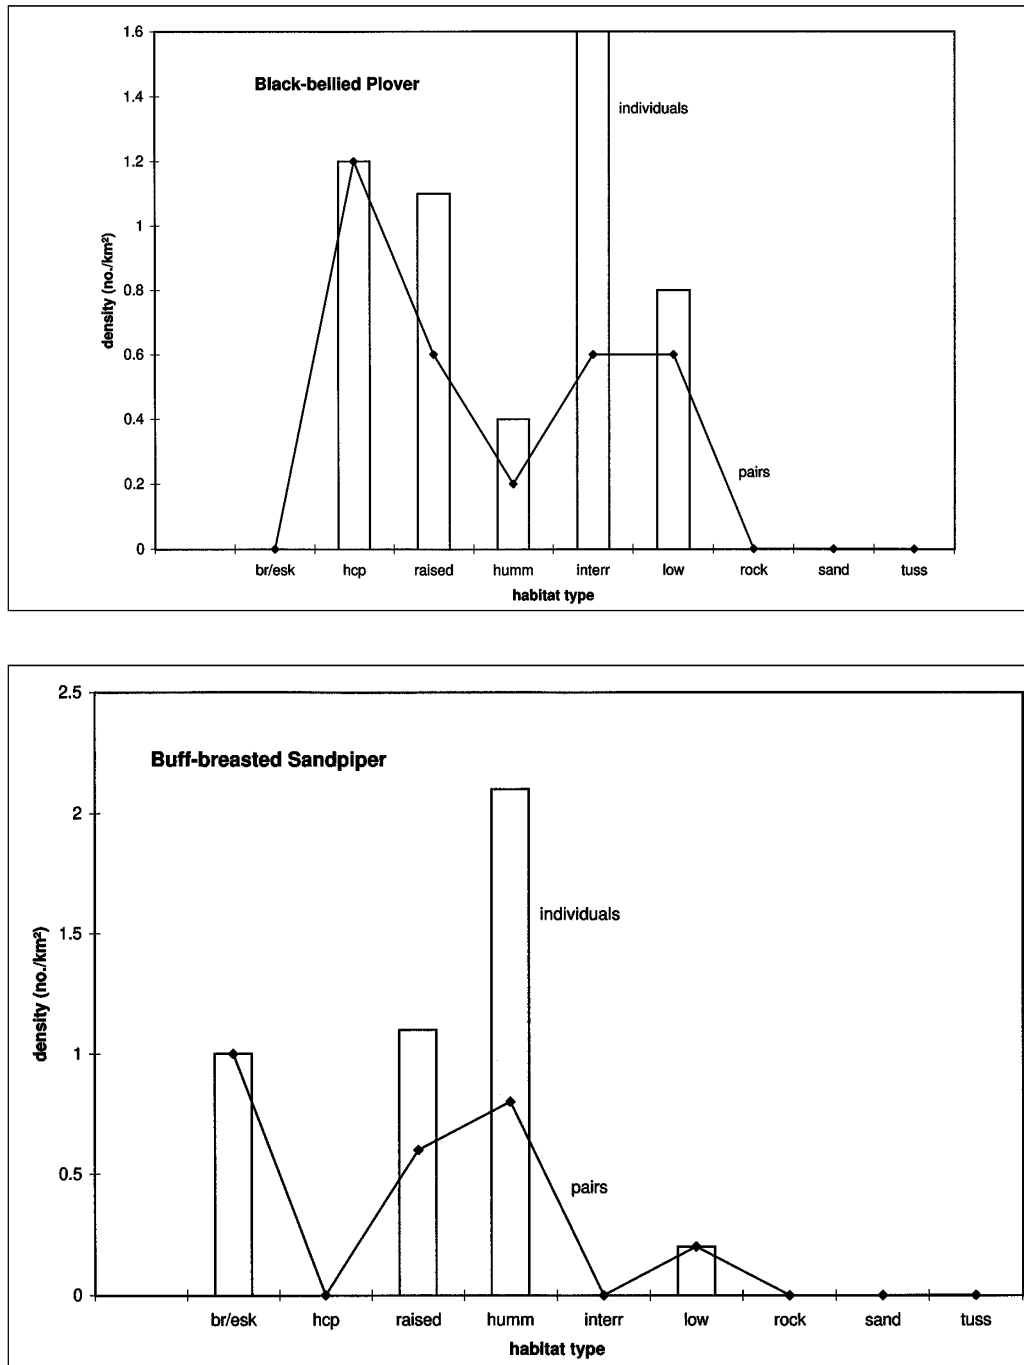 1.6
Black-bellied Plover
1.4
individuals
1.2
1
density (no./km²)
0.8
0.6
0.4
pairs
0.2
0
br/esk hcp raised humm interr low rock sand tuss
habitat type
2.5
Buff-breasted Sandpiper
2
individuals
1.5
density (no./km²)
1
0.5
pairs
0
br/esk hcp raised humm interr low rock sand tuss
habitat type